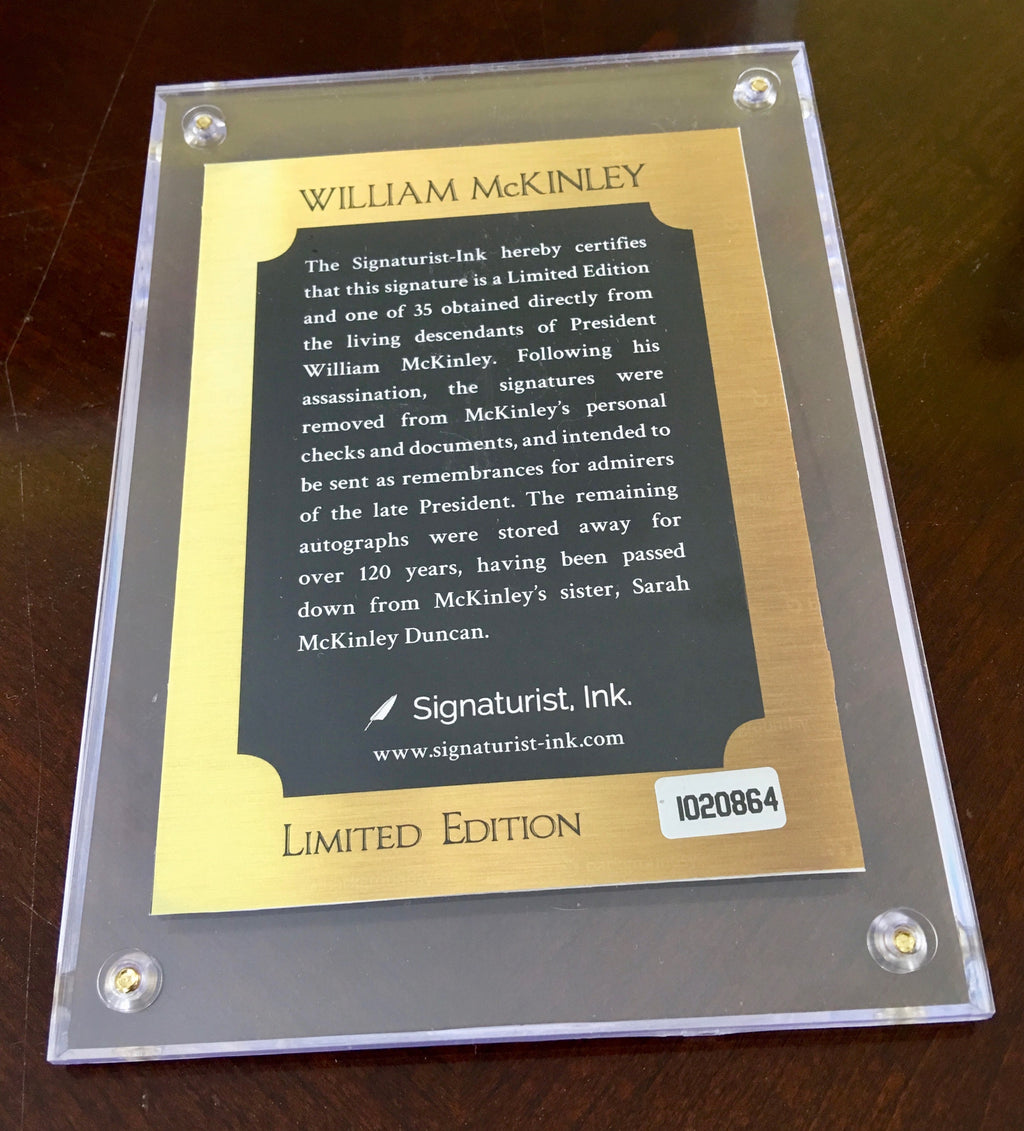 WILLIAM McKINLEY
The Signaturist-Ink hereby certifies
that this signature is a Limited Edition
and one of 35 obtained directly from
the living descendants of President
William McKinley. Following his
assassination, the signatures were
removed from McKinley's personal
checks and documents, and intended to
be sent as remembrances for admirers
of the late President. The remaining
autographs were stored away for
over 120 years, having been passed
down from McKinley's sister, Sarah
McKinley Duncan.
Signaturist, Ink.
www.signaturist-ink.com
LIMITED EDITION
1020864